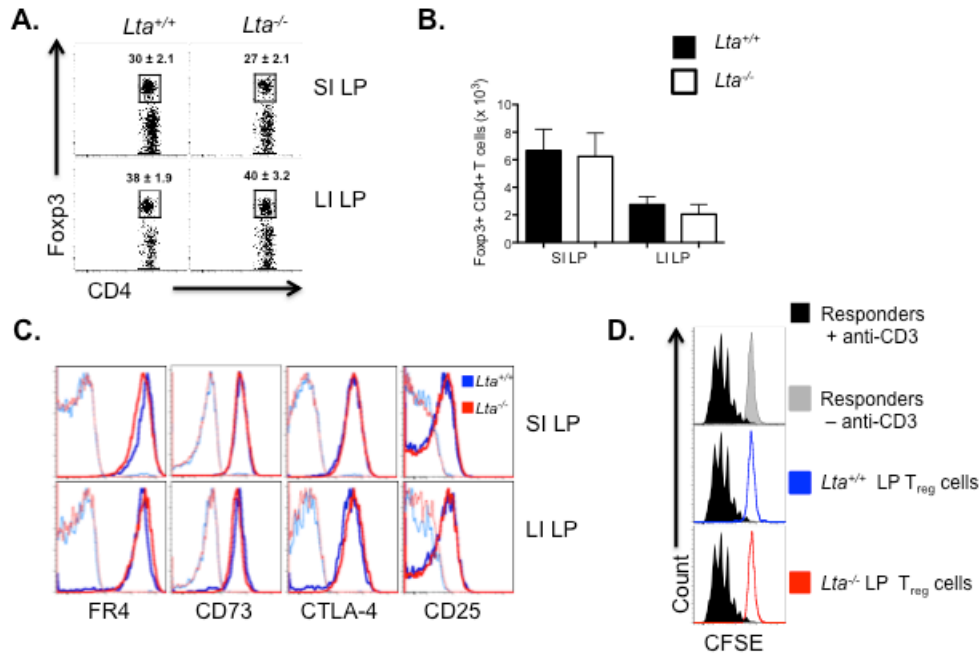 A.
Lta+/+ Lta-/-
30 ± 2.1 27 ± 2.1
SI LP
38 ± 1.9 40 ± 3.2
LI LP
Foxp3
CD4
B.
Lta+/+
Lta-/-
Foxp3+ CD4+ T cells (x 10³)
10
8
6
4
2
0
SI LP LI LP
C.
Lta+/+
Lta-/-
SI LP
LI LP
FR4 CD73 CTLA-4 CD25
D.
Responders
+ anti-CD3
Responders
– anti-CD3
Lta+/+ LP Treg cells
Lta-/- LP Treg cells
Count
CFSE